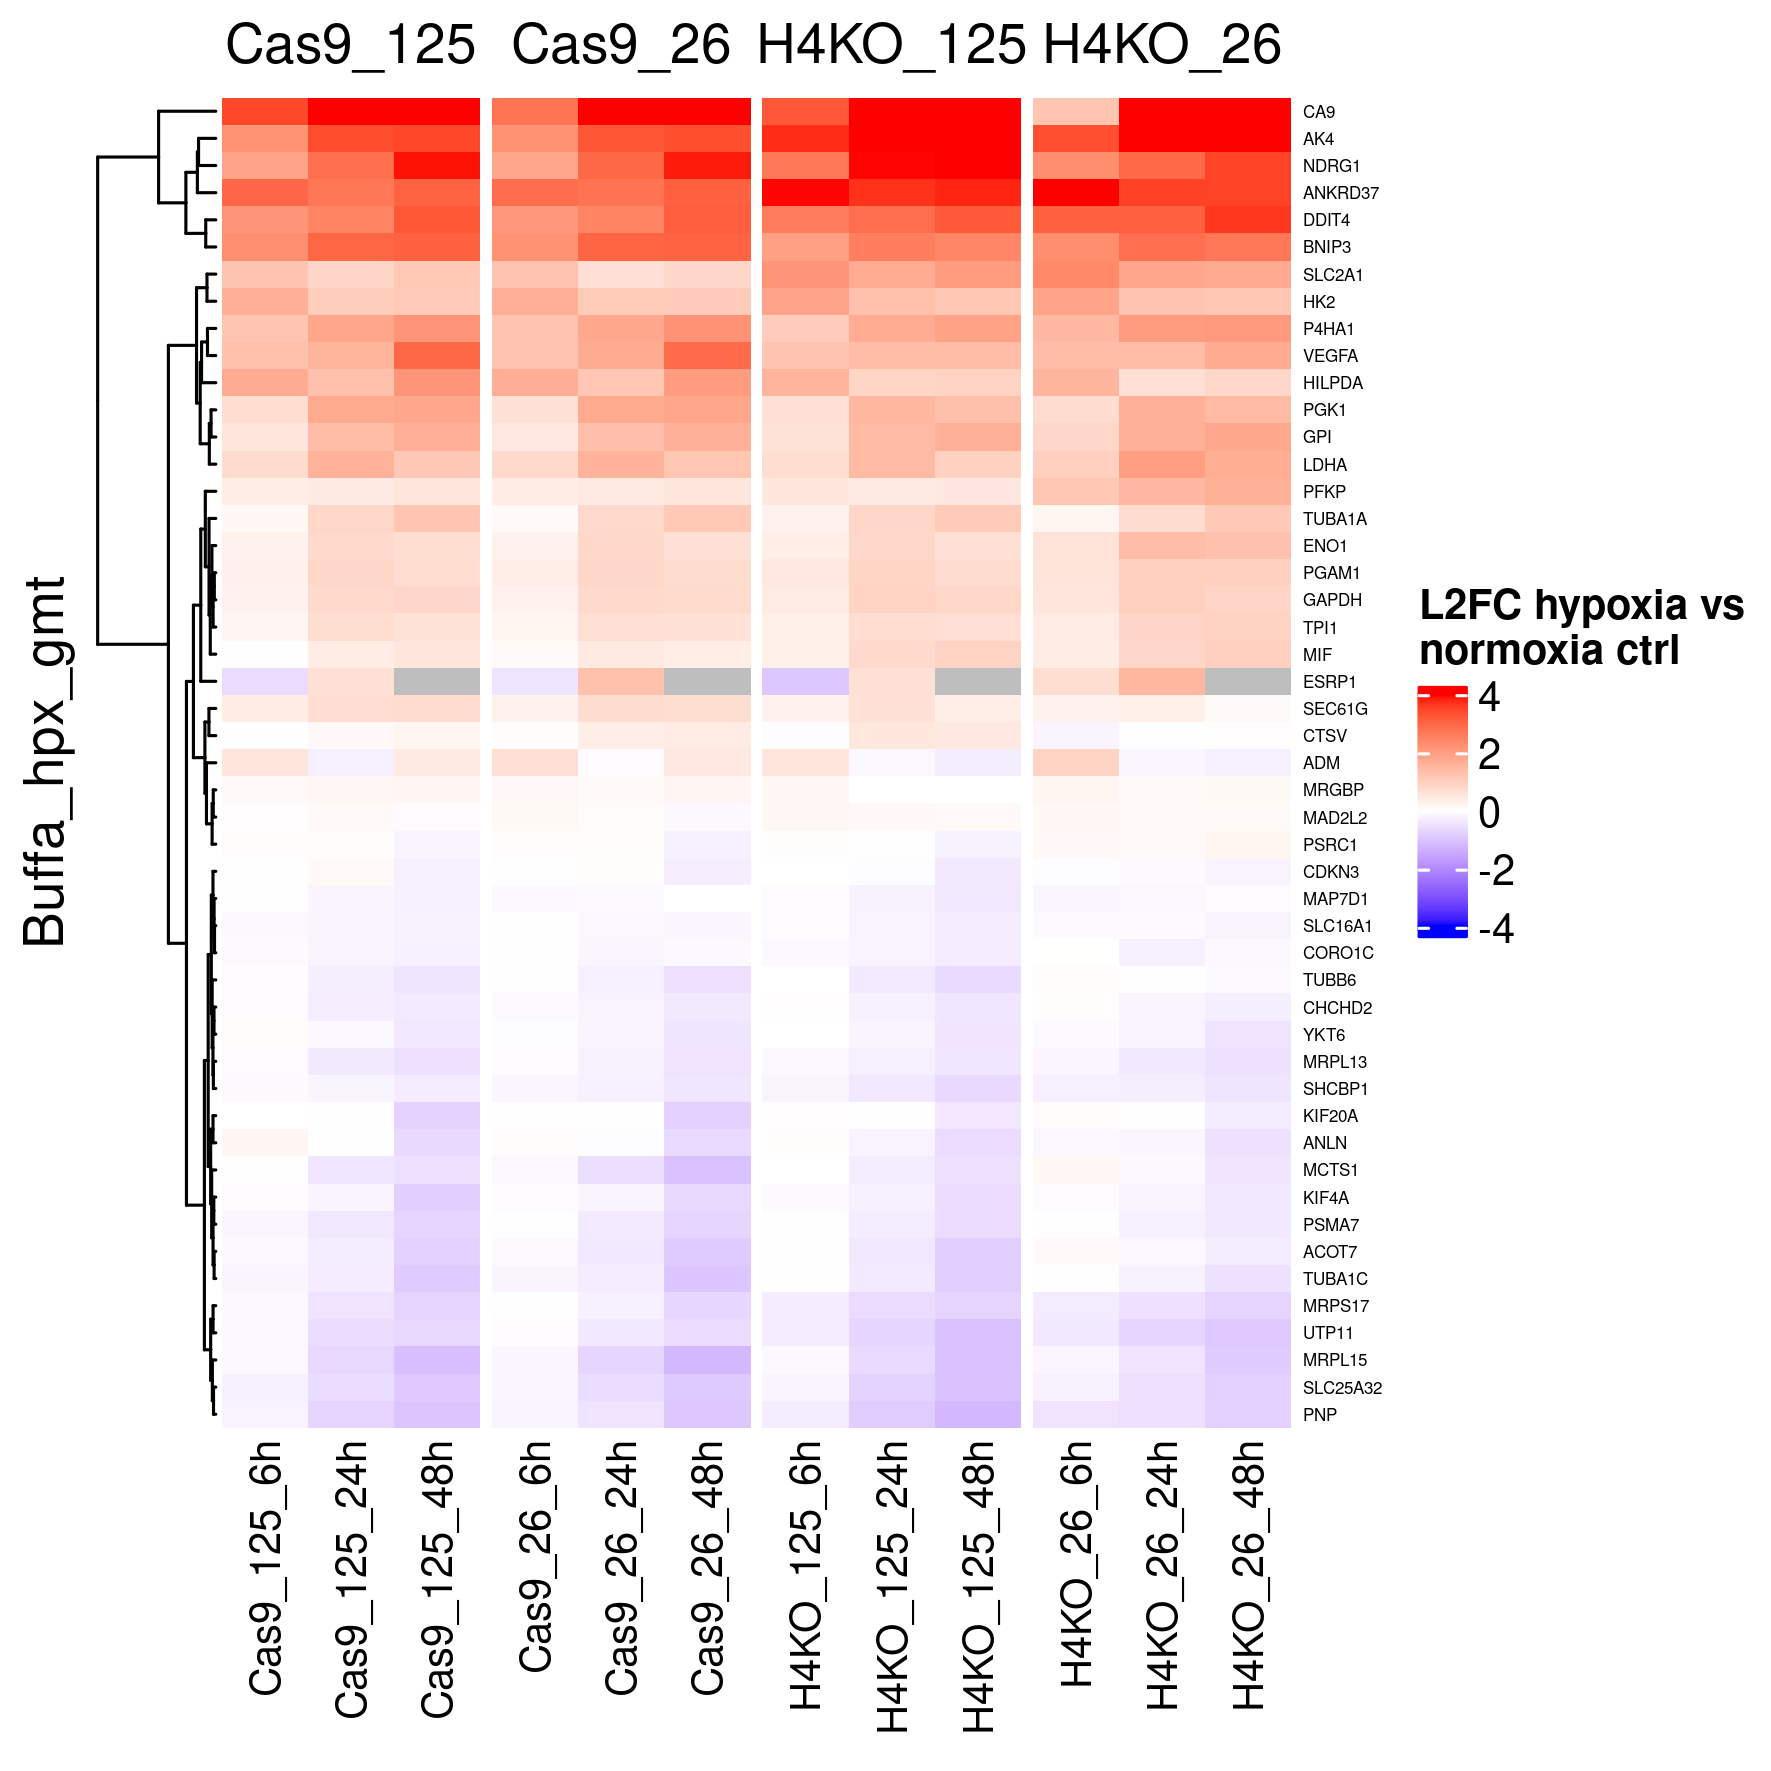 Cas9_125 Cas9_26 H4KO_125 H4KO_26
Buffa_hpx_gmt
CA9
AK4
NDRG1
ANKRD37
DDIT4
BNIP3
SLC2A1
HK2
P4HA1
VEGFA
HILPDA
PGK1
GPI
LDHA
PFKP
TUBA1A
ENO1
PGAM1
GAPDH
TPI1
MIF
ESRP1
SEC61G
CTSV
ADM
MRGBP
MAD2L2
PSRC1
CDKN3
MAP7D1
SLC16A1
CORO1C
TUBB6
CHCHD2
YKT6
MRPL13
SHCBP1
KIF20A
ANLN
MCTS1
KIF4A
PSMA7
ACOT7
TUBA1C
MRPS17
UTP11
MRPL15
SLC25A32
PNP
L2FC hypoxia vs
normoxia ctrl
4
2
0
-2
-4
Cas9_125_6h
Cas9_125_24h
Cas9_125_48h
Cas9_26_6h
Cas9_26_24h
Cas9_26_48h
H4KO_125_6h
H4KO_125_24h
H4KO_125_48h
H4KO_26_6h
H4KO_26_24h
H4KO_26_48h